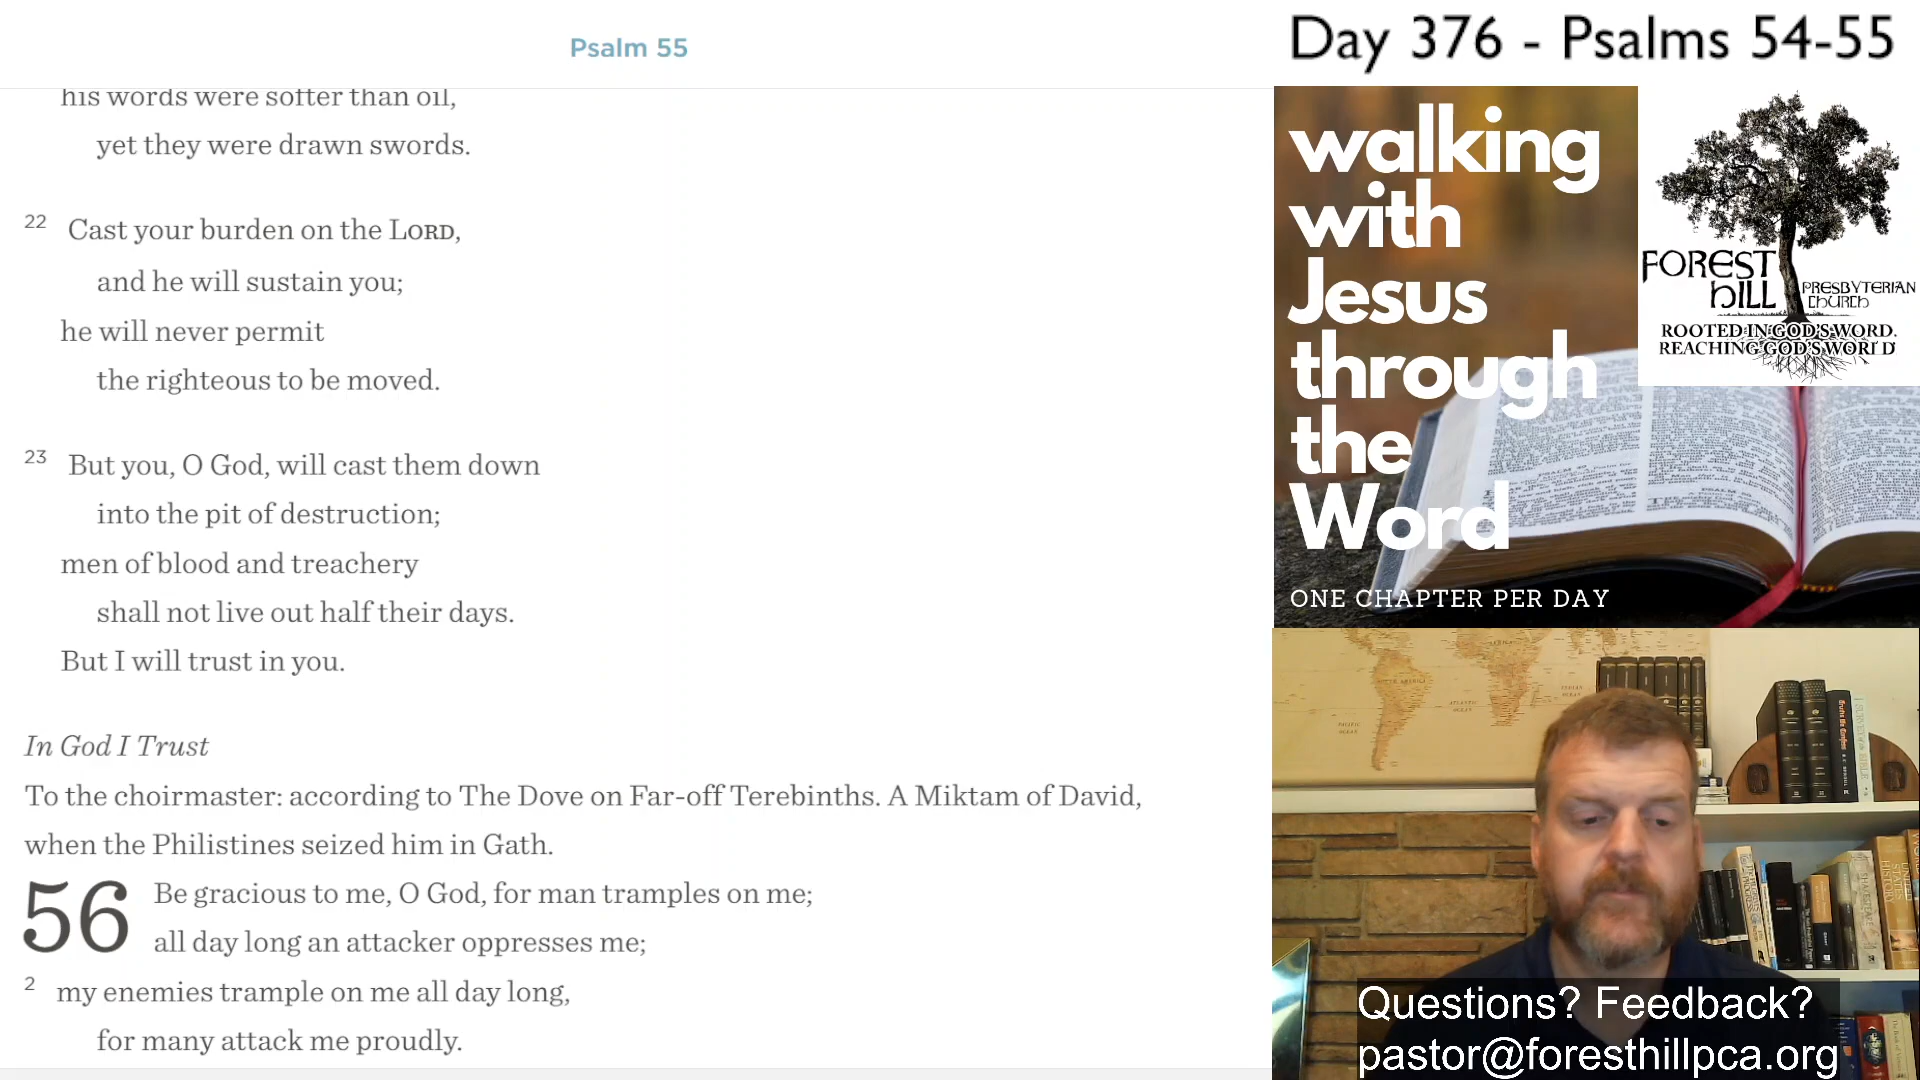 Psalm 55
his words were softer than oil,
yet they were drawn swords.
22 Cast your burden on the LORD,
and he will sustain you;
he will never permit
the righteous to be moved.
23 But you, O God, will cast them down
into the pit of destruction;
men of blood and treachery
shall not live out half their days.
But I will trust in you.
In God I Trust
To the choirmaster: according to The Dove on Far-off Terebinths. A Miktam of David,
when the Philistines seized him in Gath.
56 Be gracious to me, O God, for man tramples on me;
all day long an attacker oppresses me;
2 my enemies trample on me all day long,
for many attack me proudly.
Day 376 - Psalms 54-55
walking
with
Jesus
through
the
Word
ONE CHAPTER PER DAY
FOREST
hILL
PRESBYTERIAN
CHURCH
ROOTED IN GOD'S WORD.
REACHING GOD'S WORLD
Questions? Feedback?
pastor@foresthillpca.org